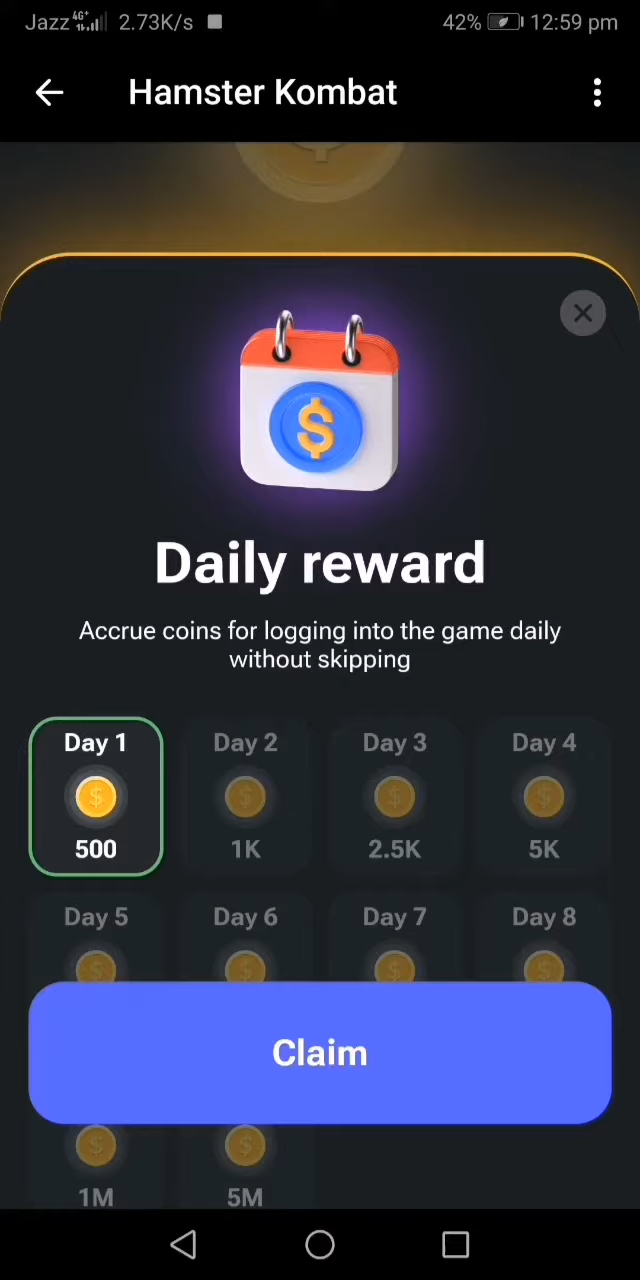 Jazz 4G+ 2.73K/s 42% 12:59 pm
Hamster Kombat
Daily reward
Accrue coins for logging into the game daily
without skipping
Day 1 Day 2 Day 3 Day 4
500 1K 2.5K 5K
Day 5 Day 6 Day 7 Day 8
Claim
1M 5M